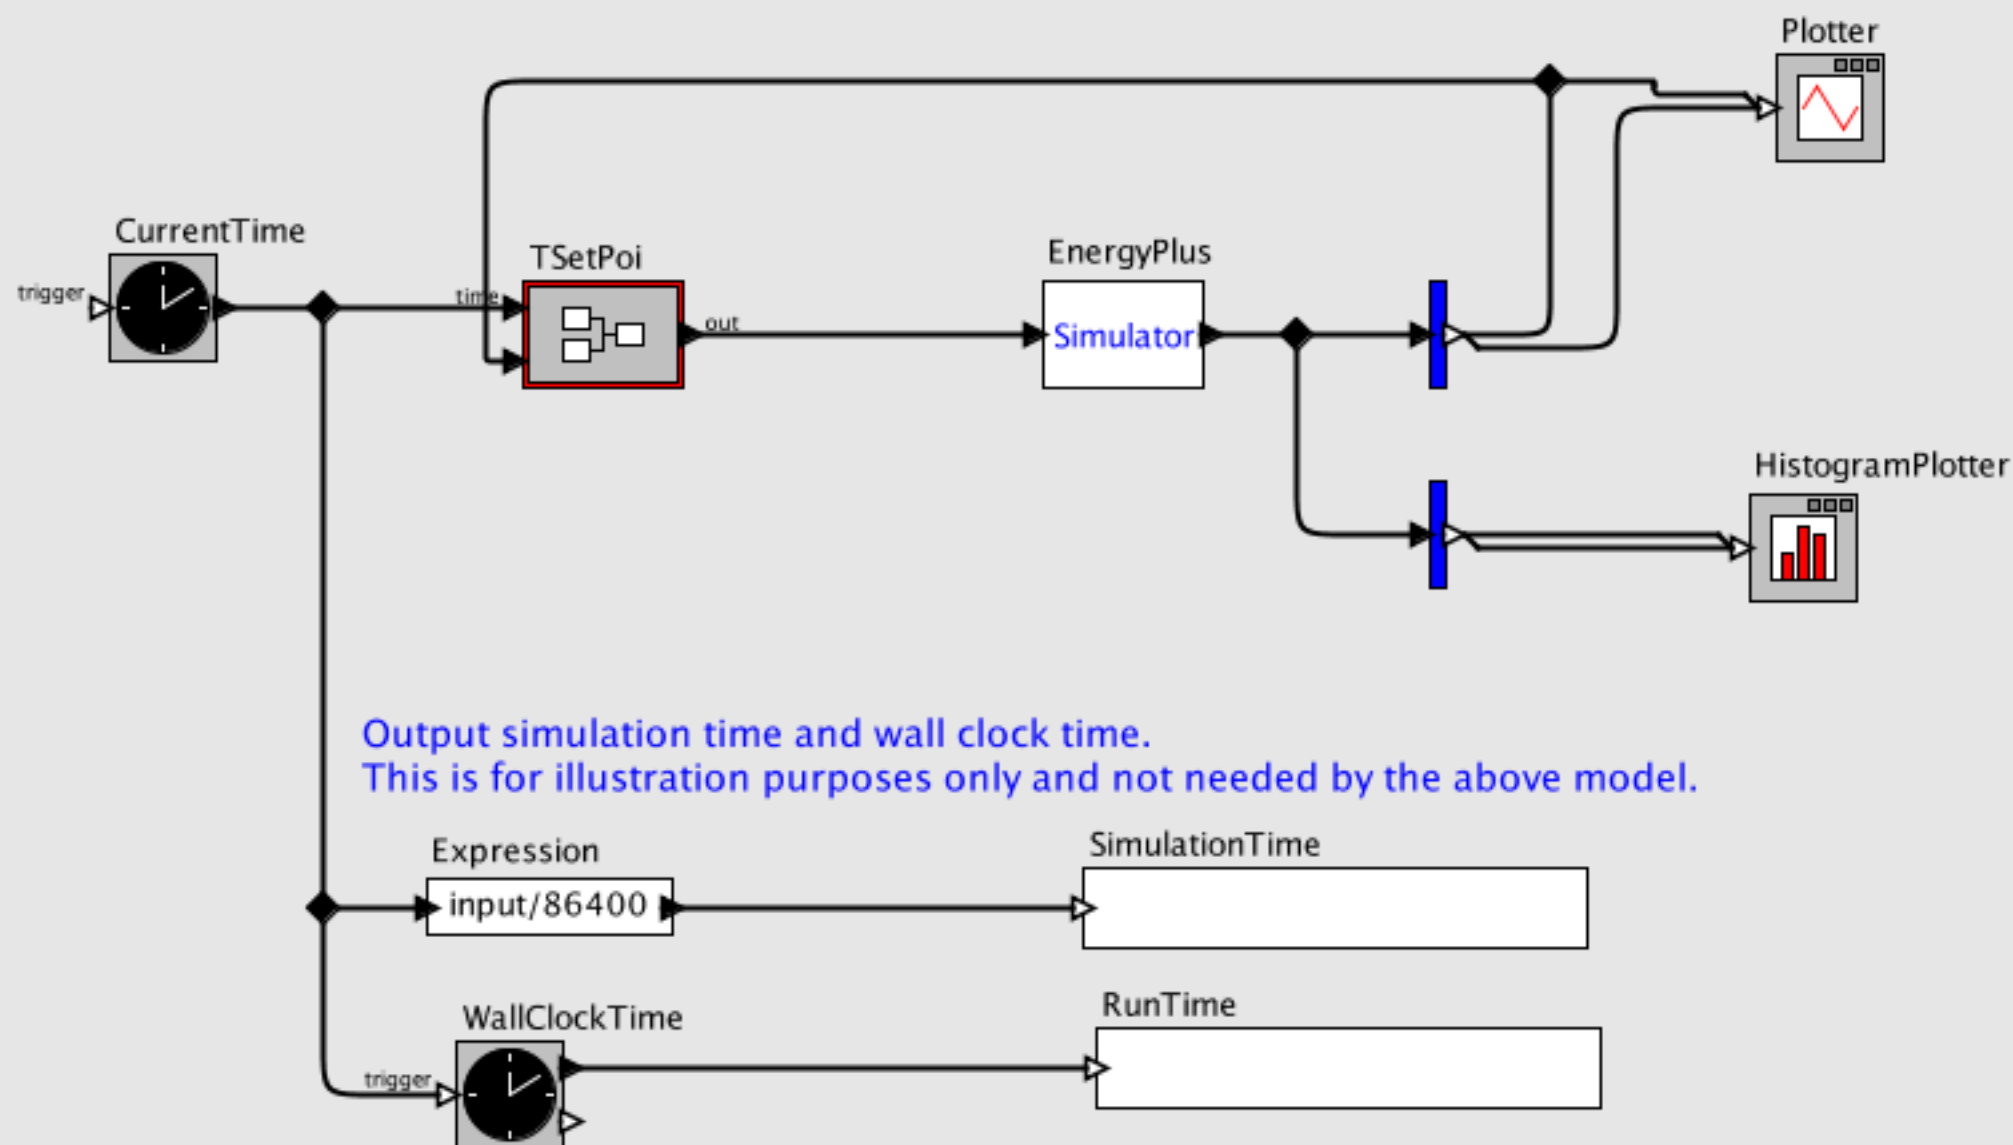 Plotter
CurrentTime
trigger
TSetPoi
time
out
EnergyPlus
Simulator
HistogramPlotter
Output simulation time and wall clock time.
This is for illustration purposes only and not needed by the above model.
Expression
input/86400
SimulationTime
WallClockTime
trigger
RunTime